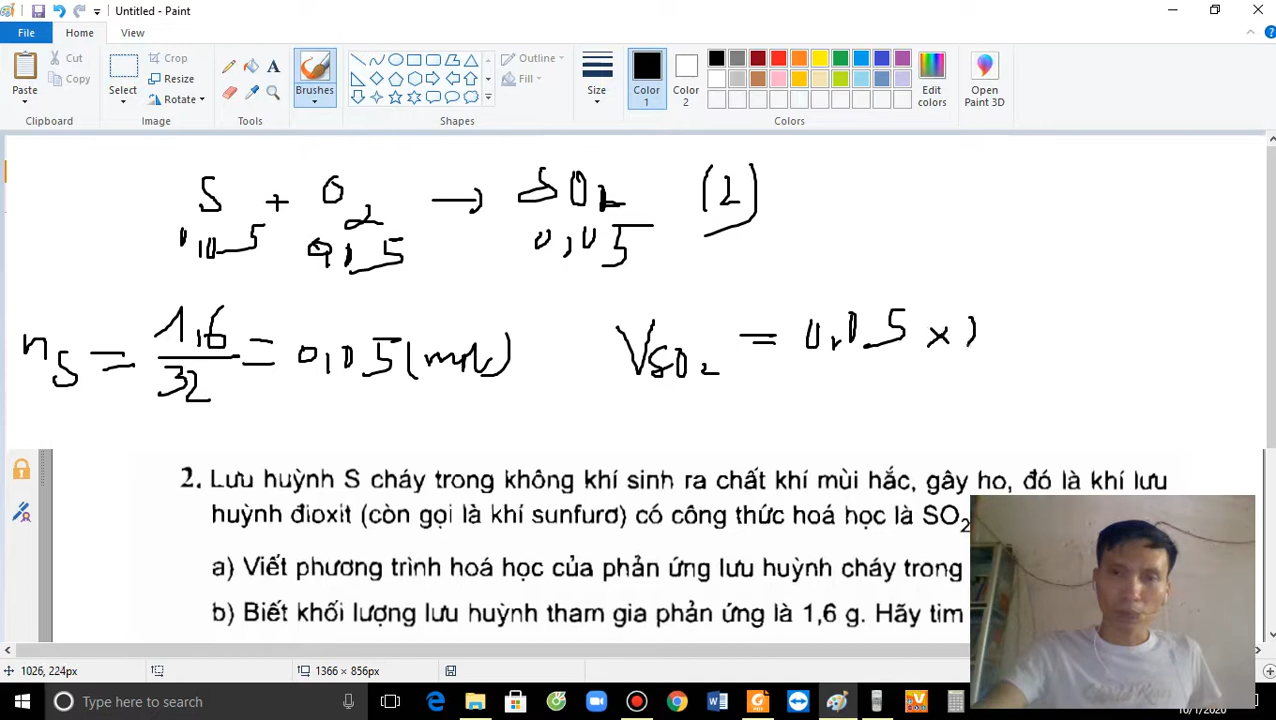 Untitled - Paint
File Home View
Paste
Cut
Copy
Clipboard
Select
Crop
Resize
Rotate
Image
Tools
Brushes
Shapes
Outline
Fill
Size
Color 1
Color 2
Colors
Edit colors
Open Paint 3D
S + O2 → SO2 (1)
0,05 0,05 0,05
nS = 1,6/32 = 0,05 (mol) VSO2 = 0,05 x
2. Lưu huỳnh S cháy trong không khí sinh ra chất khí mùi hắc, gây ho, đó là khí lưu
huỳnh đioxit (còn gọi là khí sunfurơ) có công thức hoá học là SO2
a) Viết phương trình hoá học của phản ứng lưu huỳnh cháy trong
b) Biết khối lượng lưu huỳnh tham gia phản ứng là 1,6 g. Hãy tìm
1026, 224px
1366 × 856px
Type here to search
10/1/2020